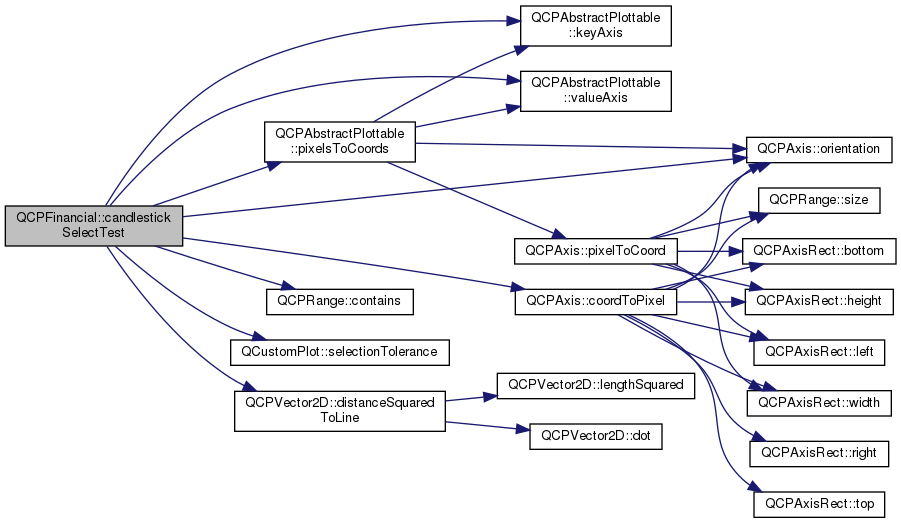 QCPFinancial::candlestick
SelectTest
QCPAbstractPlottable
::keyAxis
QCPAbstractPlottable
::valueAxis
QCPAbstractPlottable
::pixelsToCoords
QCPAxis::orientation
QCPRange::size
QCPAxis::pixelToCoord
QCPAxisRect::bottom
QCPRange::contains
QCPAxis::coordToPixel
QCPAxisRect::height
QCustomPlot::selectionTolerance
QCPAxisRect::left
QCPVector2D::distanceSquared
ToLine
QCPVector2D::lengthSquared
QCPAxisRect::width
QCPVector2D::dot
QCPAxisRect::right
QCPAxisRect::top